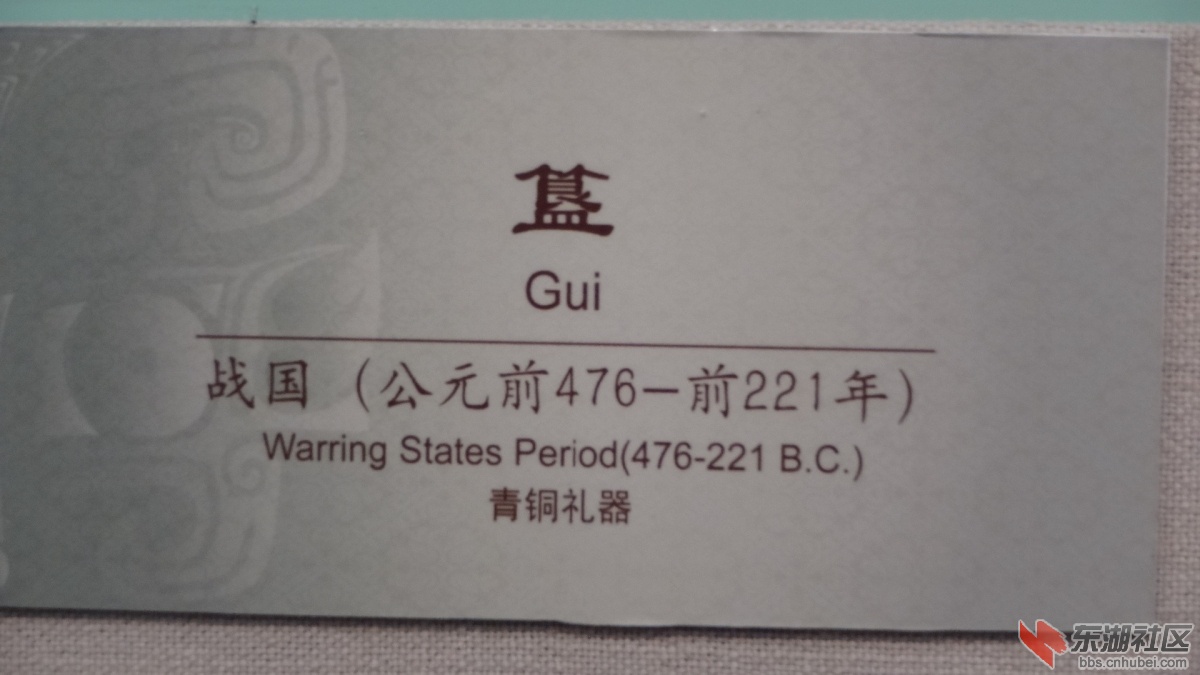 簋
Gui
战国（公元前476－前221年）
Warring States Period(476-221 B.C.)
青铜礼器
东湖社区
bbs.cnhubei.com